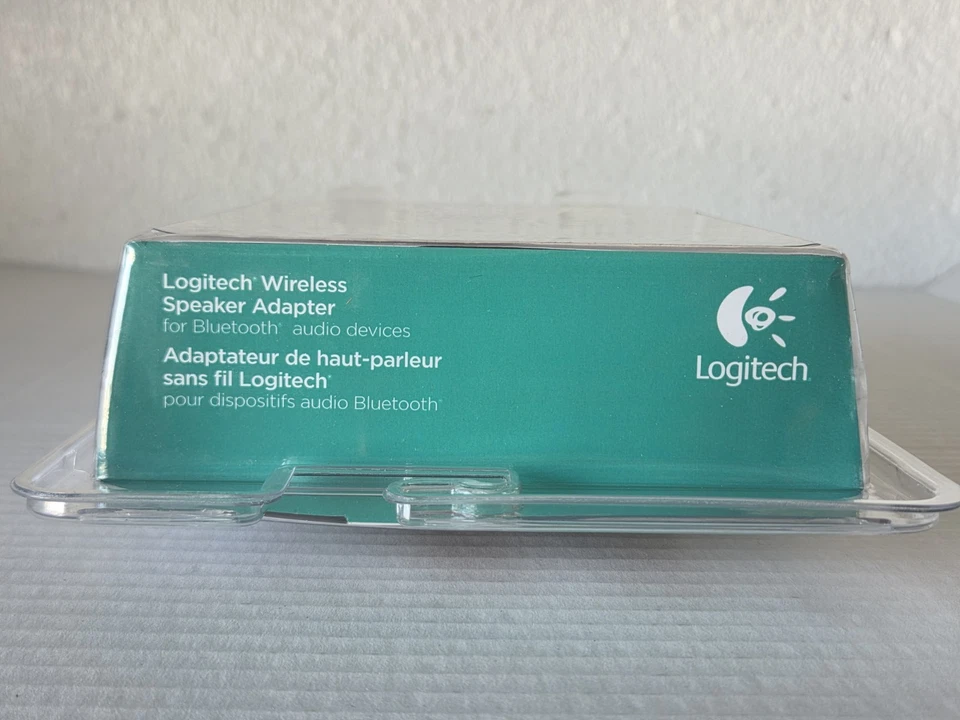 Logitech® Wireless
Speaker Adapter
for Bluetooth® audio devices
Adaptateur de haut-parleur
sans fil Logitech®
pour dispositifs audio Bluetooth®
Logitech